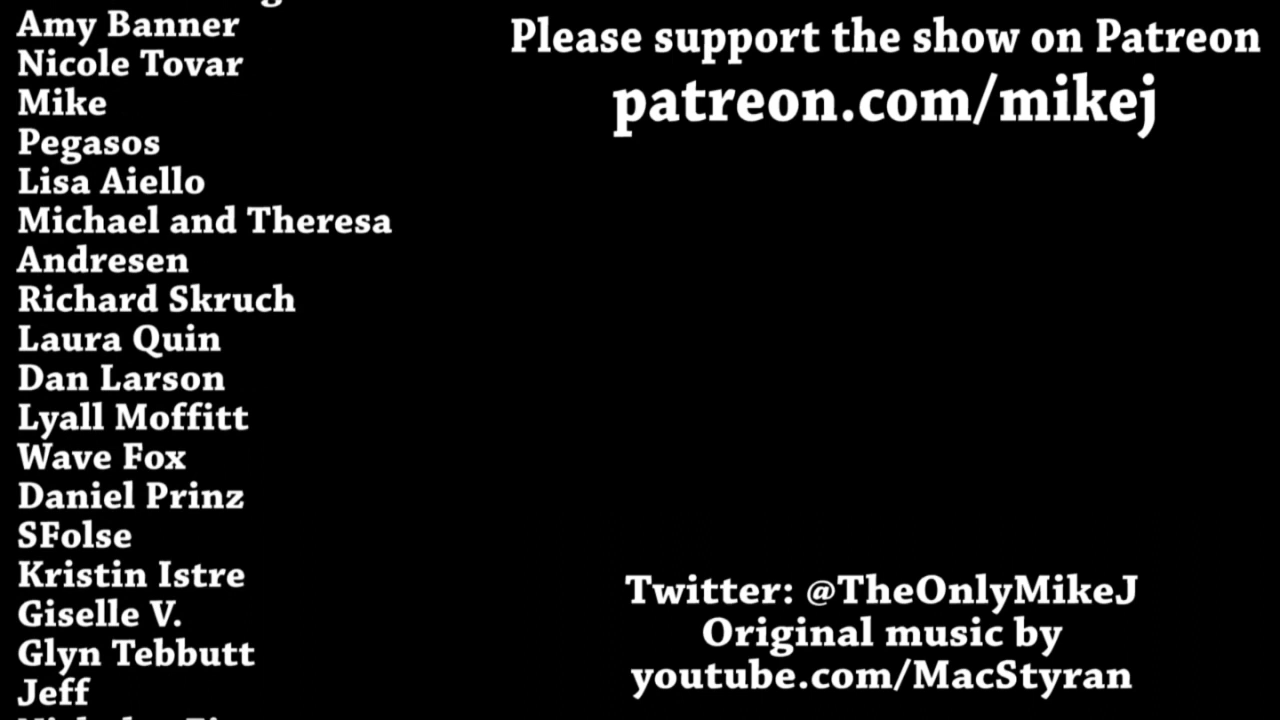 Amy Banner
Nicole Tovar
Mike
Pegasos
Lisa Aiello
Michael and Theresa
Andresen
Richard Skruch
Laura Quin
Dan Larson
Lyall Moffitt
Wave Fox
Daniel Prinz
SFolse
Kristin Istre
Giselle V.
Glyn Tebbutt
Jeff
Please support the show on Patreon
patreon.com/mikej
Twitter: @TheOnlyMikeJ
Original music by
youtube.com/MacStyran